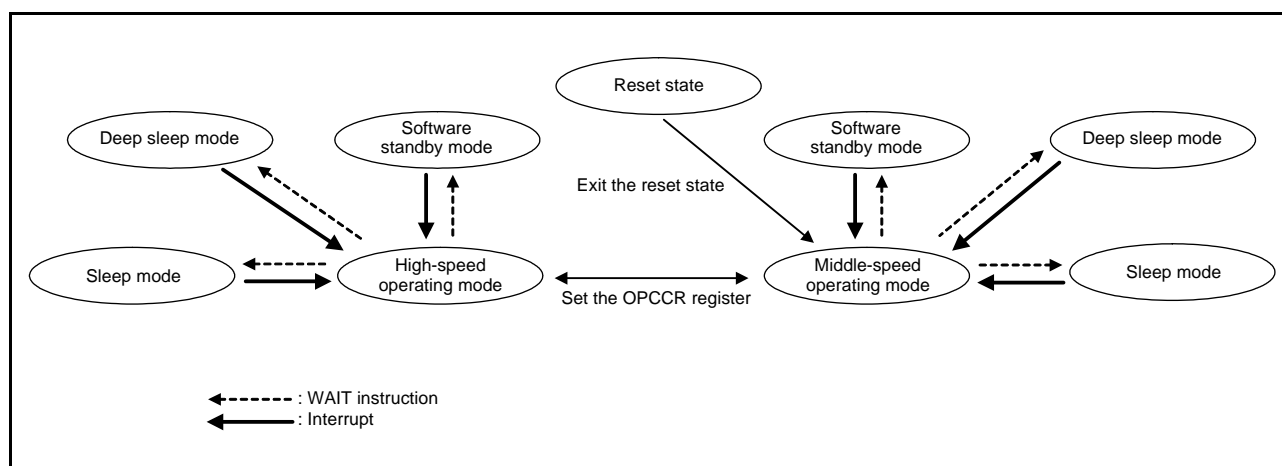 Reset state
Deep sleep mode
Software
standby mode
Software
standby mode
Deep sleep mode
Exit the reset state
Sleep mode
High-speed
operating mode
Set the OPCCR register
Middle-speed
operating mode
Sleep mode
: WAIT instruction
: Interrupt